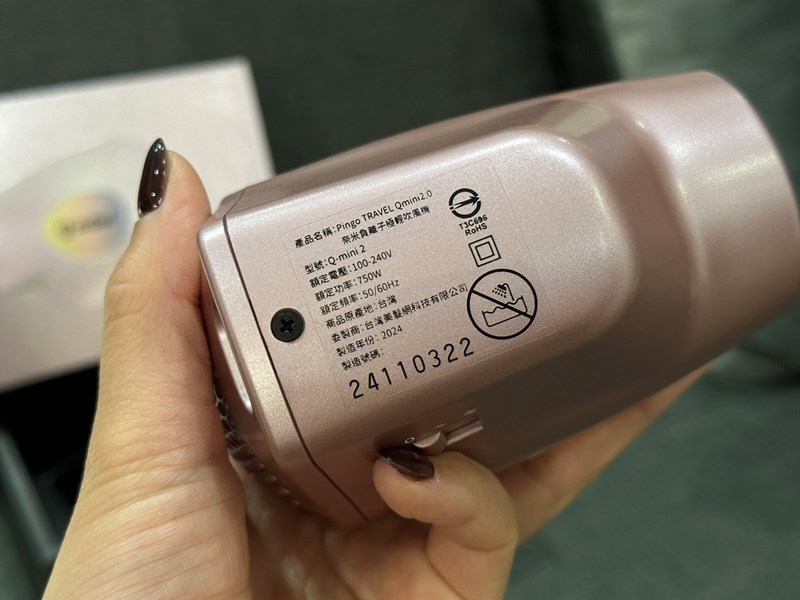 產品名稱:Pingo TRAVEL Qmini2.0
奈米負離子極輕吹風機
型號:Q-mini 2
額定電壓:100-240V
額定功率:750W
額定頻率:50/60Hz
商品原產地:台灣
委製商:台灣美髮網科技有限公司
製造年份:2024
製造號碼:
24110322
T3C696
RoHS